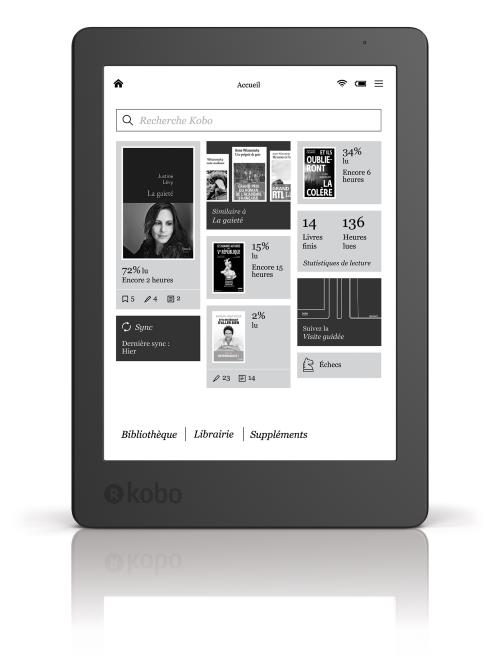 Accueil
Recherche Kobo
Justine
Lévy
La gaieté
72% lu
Encore 2 heures
5 4 2
Sync
Dernière sync :
Hier
Similaire à
La gaieté
15%
lu
Encore 15
heures
2%
lu
23 14
ET ILS
OUBLIE-
RONT
LA
COLÈRE
34%
lu
Encore 6
heures
14
Livres
finis
136
Heures
lues
Statistiques de lecture
Suivez la
Visite guidée
Échecs
Bibliothèque
Librairie
Suppléments
kobo